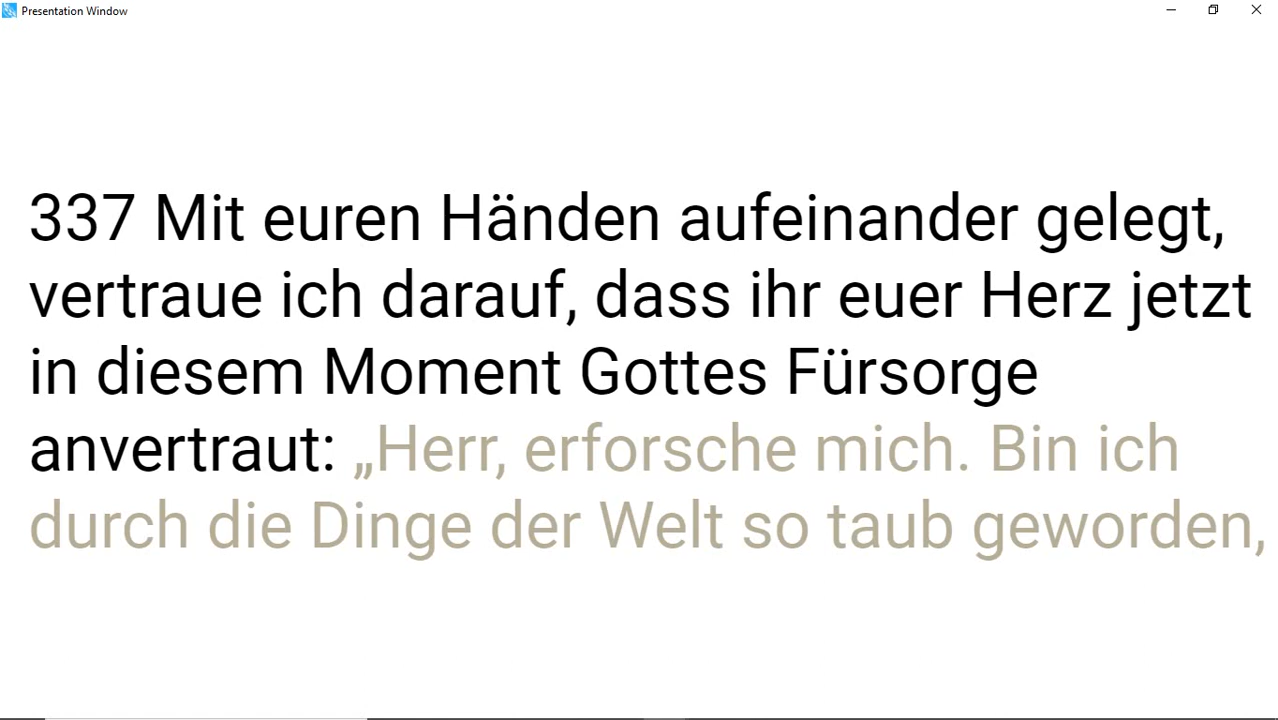 Presentation Window
337 Mit euren Händen aufeinander gelegt,
vertraue ich darauf, dass ihr euer Herz jetzt
in diesem Moment Gottes Fürsorge
anvertraut: „Herr, erforsche mich. Bin ich
durch die Dinge der Welt so taub geworden,